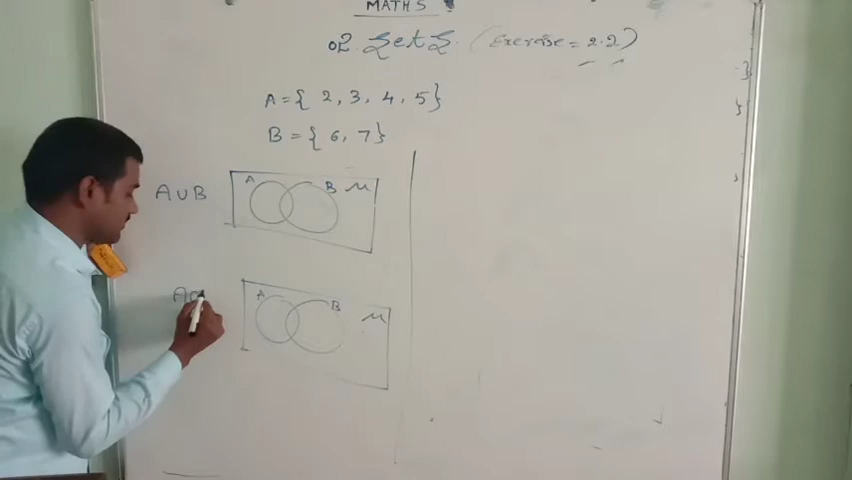 MATHS
02. Sets. (Exercise = 2.2)
A = { 2, 3, 4, 5 }
B = { 6, 7 }
A∪B
A B μ
A
A B μ